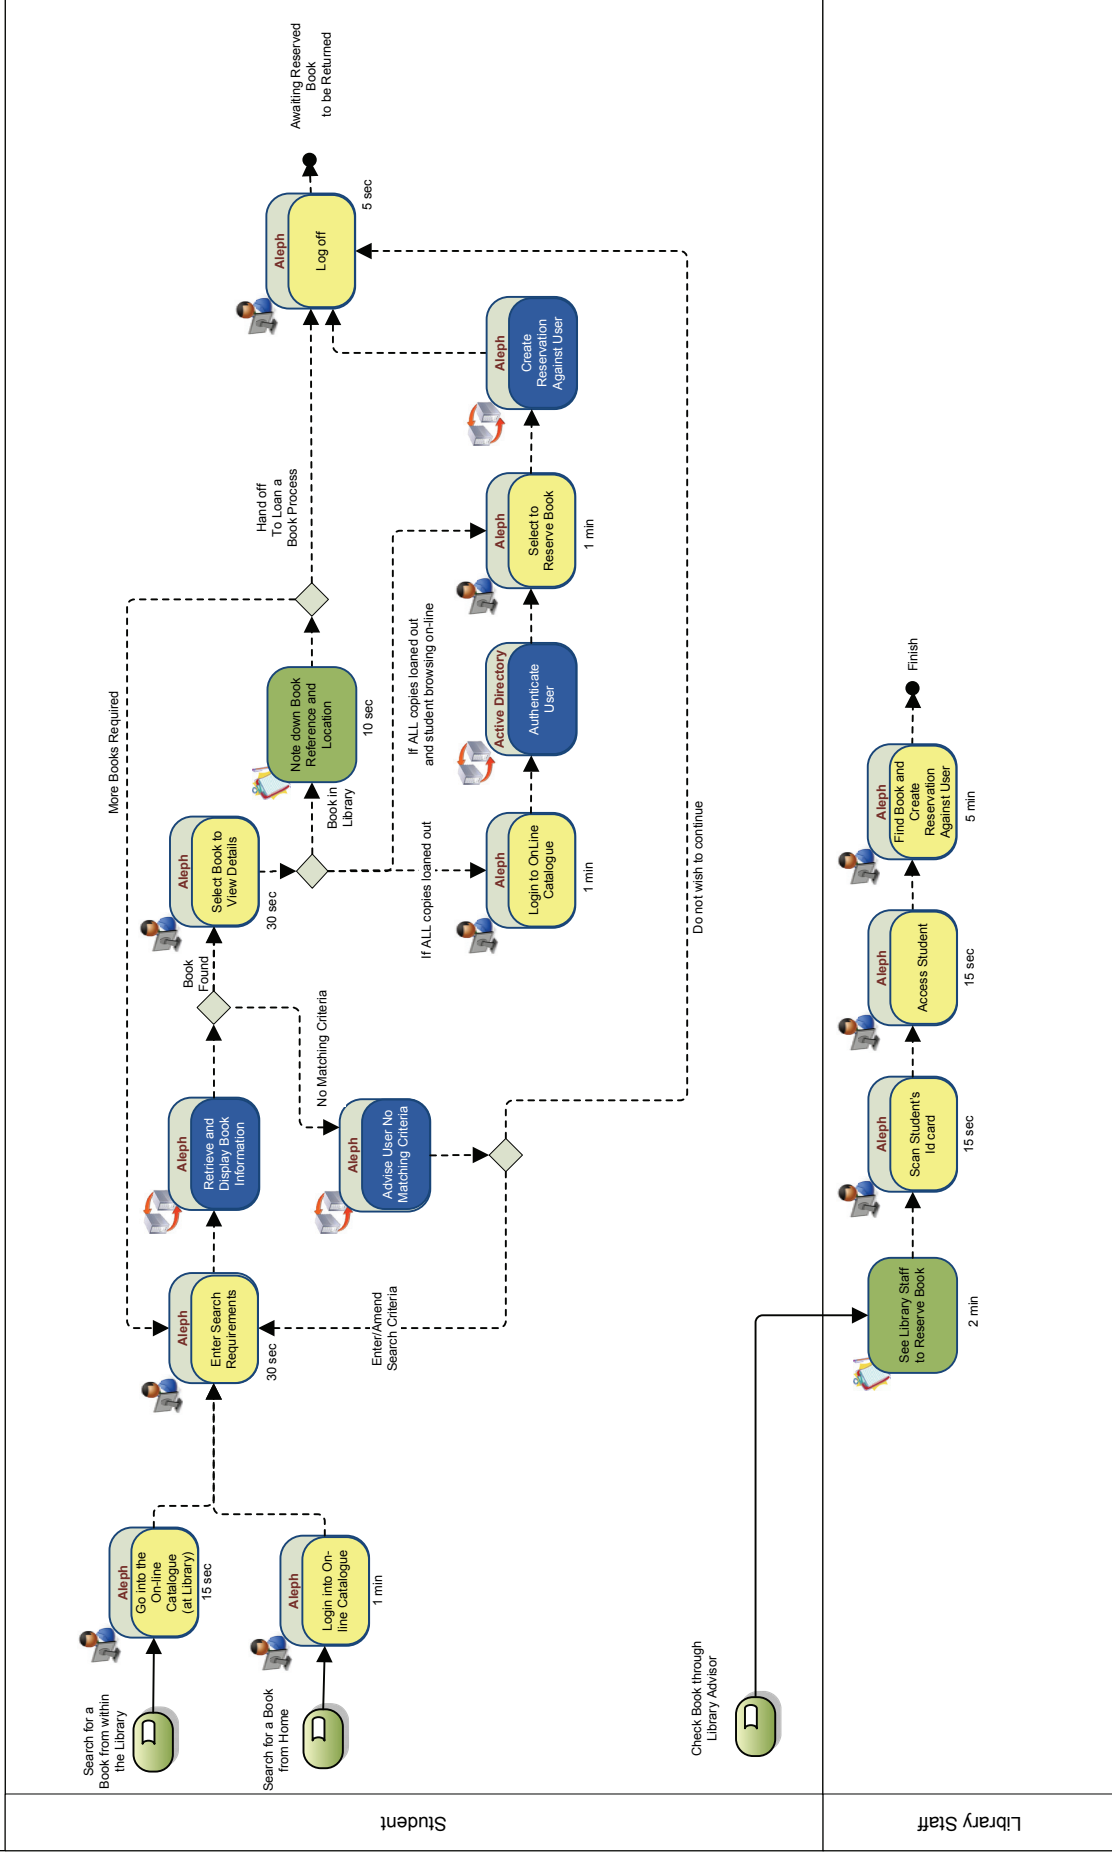 Student
Search for a
Book from within
the Library
Aleph
Go into the
On-line
Catalogue
(at Library)
15 sec
Search for a Book
from Home
Aleph
Login into On-
line Catalogue
1 min
Aleph
Enter Search
Requirements
30 sec
Aleph
Retrieve and
Display Book
Information
Book
Found
No Matching Criteria
Aleph
Advise User No
Matching Criteria
Enter/Amend
Search Criteria
Do not wish to continue
Aleph
Select Book to
View Details
30 sec
Book in
Library
Note down Book
Reference and
Location
10 sec
More Books Required
Hand off
To Loan a
Book Process
If ALL copies loaned out
If ALL copies loaned out
and student browsing on-line
Aleph
Login to OnLine
Catalogue
1 min
Active Directory
Authenticate
User
Aleph
Select to
Reserve Book
1 min
Aleph
Create
Reservation
Against User
Aleph
Log off
5 sec
Awaiting Reserved
Book
to be Returned
Check Book through
Library Advisor
Library Staff
See Library Staff
to Reserve Book
2 min
Aleph
Scan Student's
Id card
15 sec
Aleph
Access Student
15 sec
Aleph
Find Book and
Create
Reservation
Against User
5 min
Finish